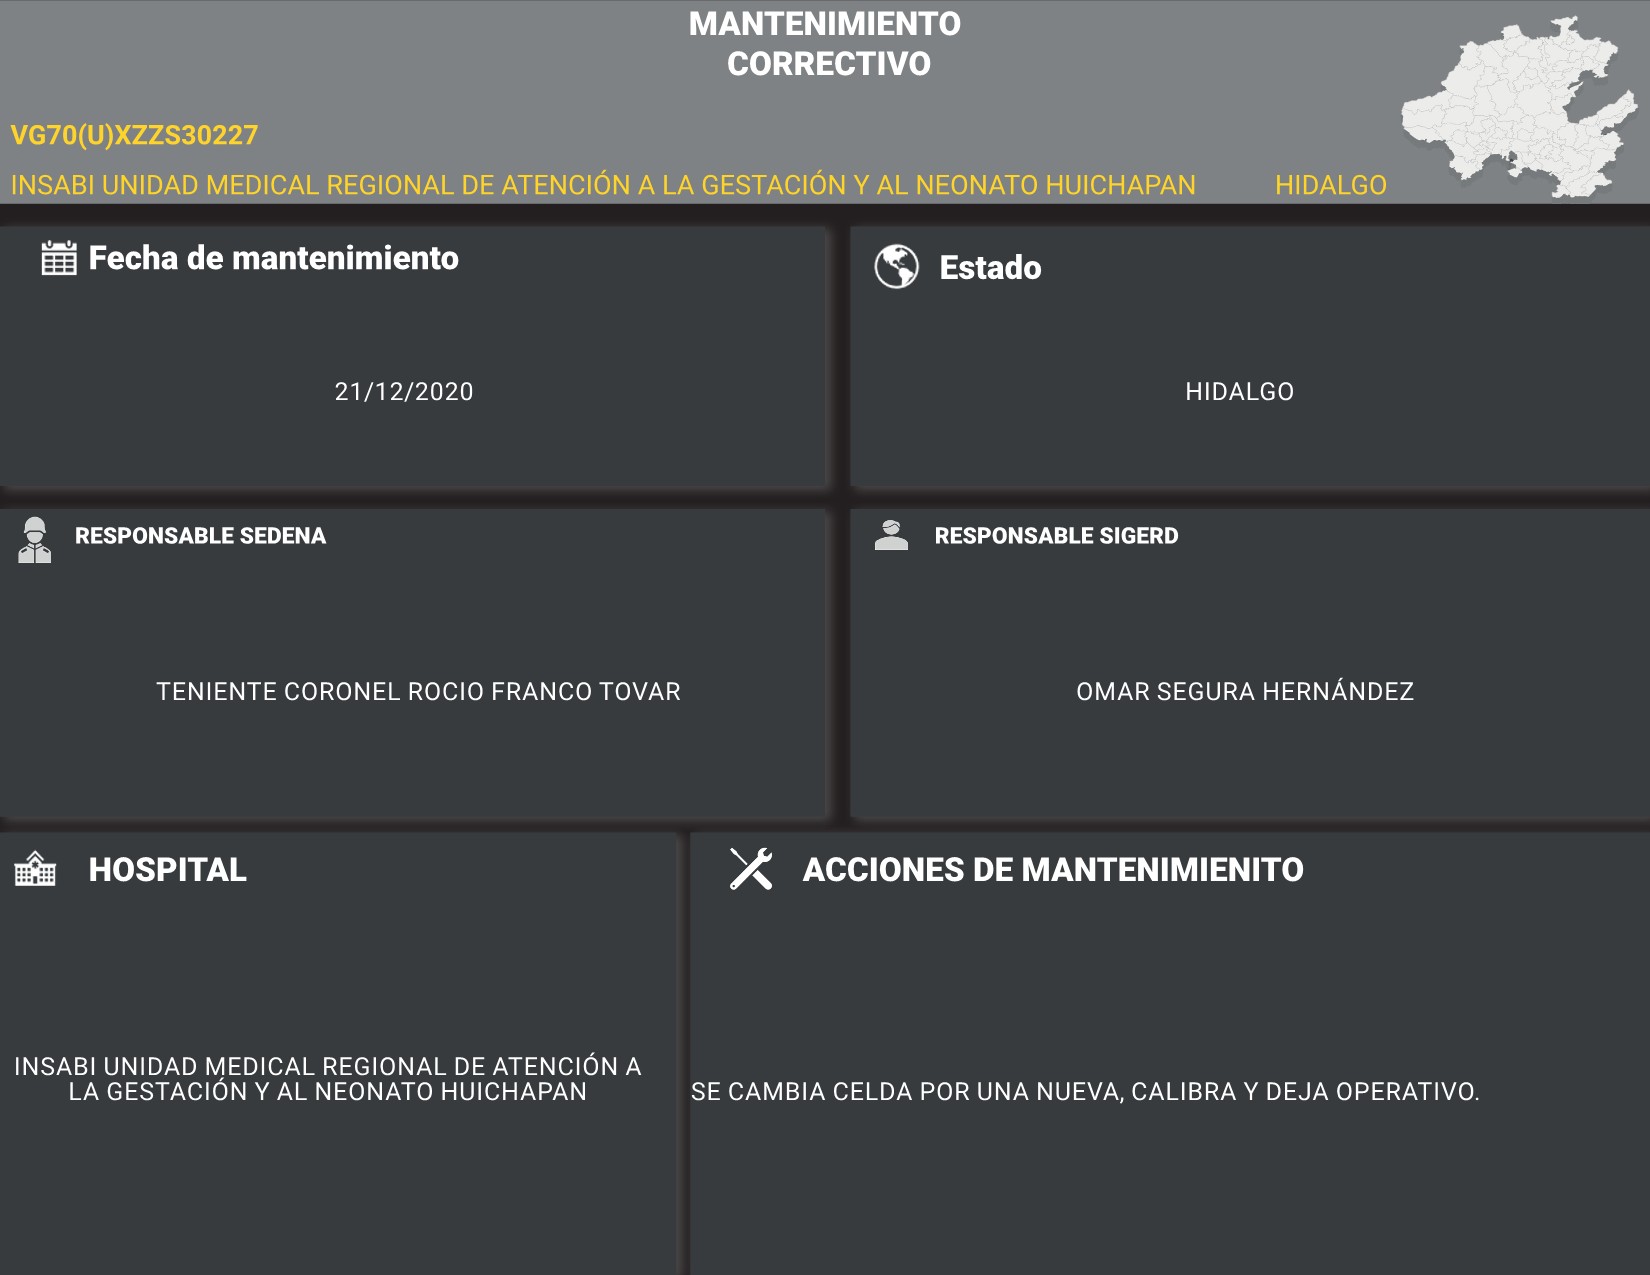 MANTENIMIENTO
CORRECTIVO
VG70(U)XZZS30227
INSABI UNIDAD MEDICAL REGIONAL DE ATENCIÓN A LA GESTACIÓN Y AL NEONATO HUICHAPAN HIDALGO
Fecha de mantenimiento
21/12/2020
Estado
HIDALGO
RESPONSABLE SEDENA
TENIENTE CORONEL ROCIO FRANCO TOVAR
RESPONSABLE SIGERD
OMAR SEGURA HERNÁNDEZ
HOSPITAL
INSABI UNIDAD MEDICAL REGIONAL DE ATENCIÓN A
LA GESTACIÓN Y AL NEONATO HUICHAPAN
ACCIONES DE MANTENIMIENITO
SE CAMBIA CELDA POR UNA NUEVA, CALIBRA Y DEJA OPERATIVO.